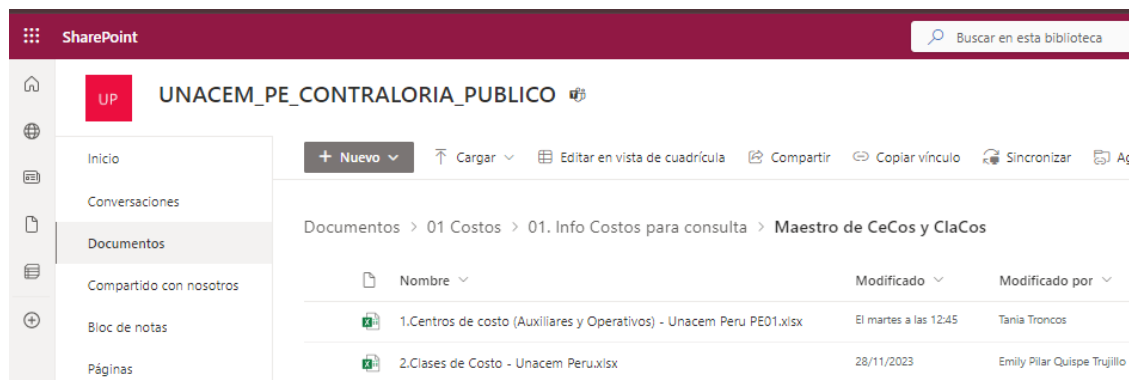 SharePoint
Buscar en esta biblioteca
UP
UNACEM_PE_CONTRALORIA_PUBLICO
Inicio
Conversaciones
Documentos
Compartido con nosotros
Bloc de notas
Páginas
+ Nuevo
Cargar
Editar en vista de cuadrícula
Compartir
Copiar vínculo
Sincronizar
Documentos > 01 Costos > 01. Info Costos para consulta > Maestro de CeCos y ClaCos
Nombre Modificado Modificado por
1.Centros de costo (Auxiliares y Operativos) - Unacem Peru PE01.xlsx El martes a las 12:45 Tania Troncos
2.Clases de Costo - Unacem Peru.xlsx 28/11/2023 Emily Pilar Quispe Trujillo